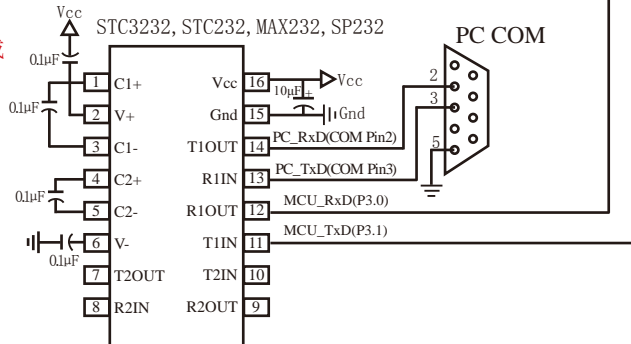 Vcc
STC3232, STC232, MAX232, SP232
PC COM
0.1µF
0.1µF
1 C1+
2 V+
3 C1-
4 C2+
5 C2-
6 V-
7 T2OUT
8 R2IN
0.1µF
0.1µF
Vcc 16
Gnd 15
T1OUT 14
R1IN 13
R1OUT 12
T1IN 11
T2IN 10
R2OUT 9
Vcc
10µF +
Gnd
PC_RxD(COM Pin2)
PC_TxD(COM Pin3)
MCU_RxD(P3.0)
MCU_TxD(P3.1)
2
3
5